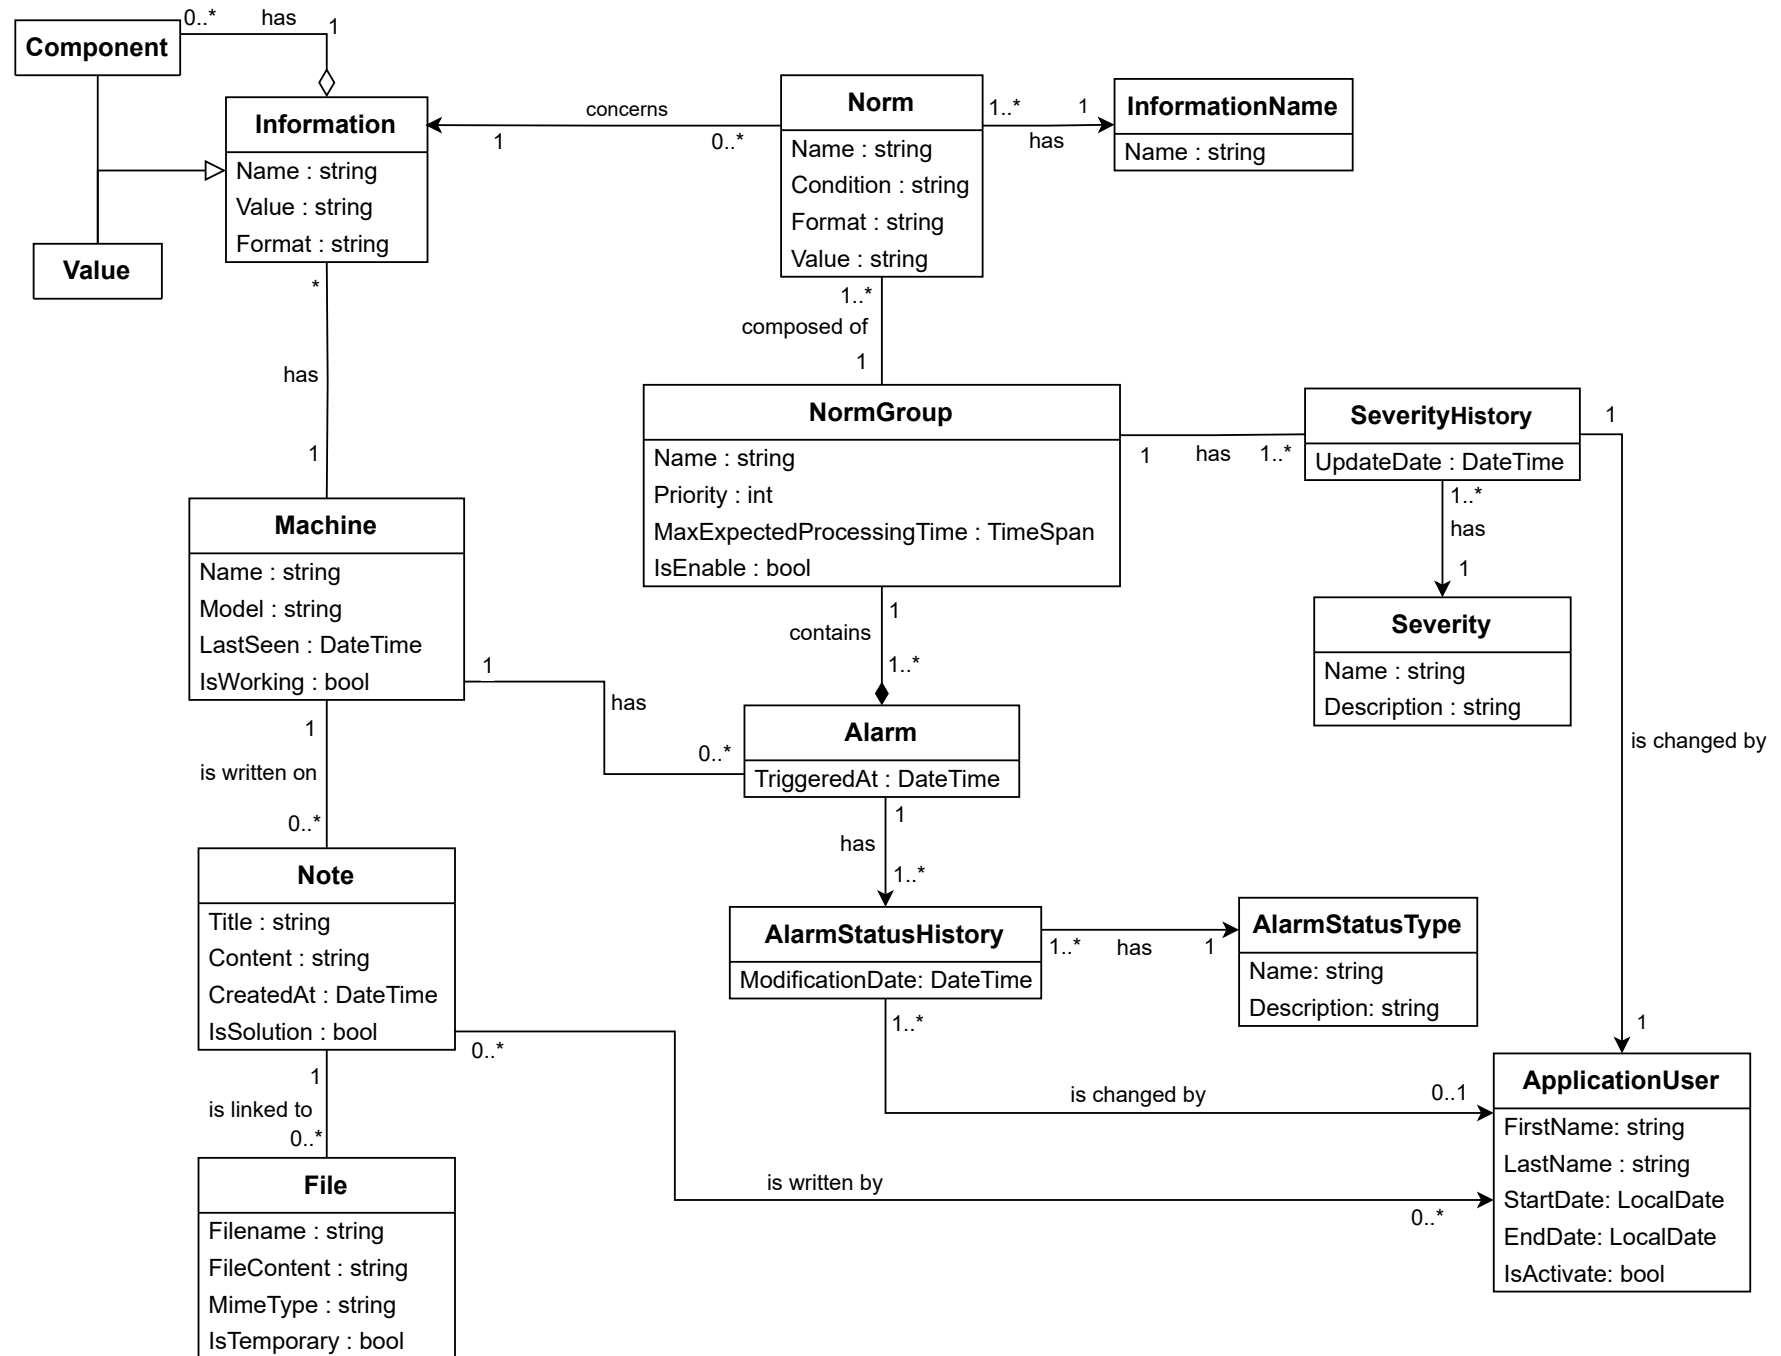 0..*
has
1
Component
Information
Name : string
Value : string
Format : string
Value
concerns
1
0..*
Norm
Name : string
Condition : string
Format : string
Value : string
1..*
1
has
InformationName
Name : string
*
has
1
1..*
composed of
1
NormGroup
Name : string
Priority : int
MaxExpectedProcessingTime : TimeSpan
IsEnable : bool
1
has
1..*
SeverityHistory
UpdateDate : DateTime
1
1..*
has
1
Severity
Name : string
Description : string
is changed by
1
Machine
Name : string
Model : string
LastSeen : DateTime
IsWorking : bool
1
has
0..*
1
contains
1..*
Alarm
TriggeredAt : DateTime
1
is written on
0..*
1
has
1..*
Note
Title : string
Content : string
CreatedAt : DateTime
IsSolution : bool
AlarmStatusHistory
ModificationDate: DateTime
1..*
has
1
AlarmStatusType
Name: string
Description: string
1..*
is changed by
0..1
0..*
is written by
0..*
ApplicationUser
FirstName: string
LastName : string
StartDate: LocalDate
EndDate: LocalDate
IsActivate: bool
1
is linked to
0..*
File
Filename : string
FileContent : string
MimeType : string
IsTemporary : bool